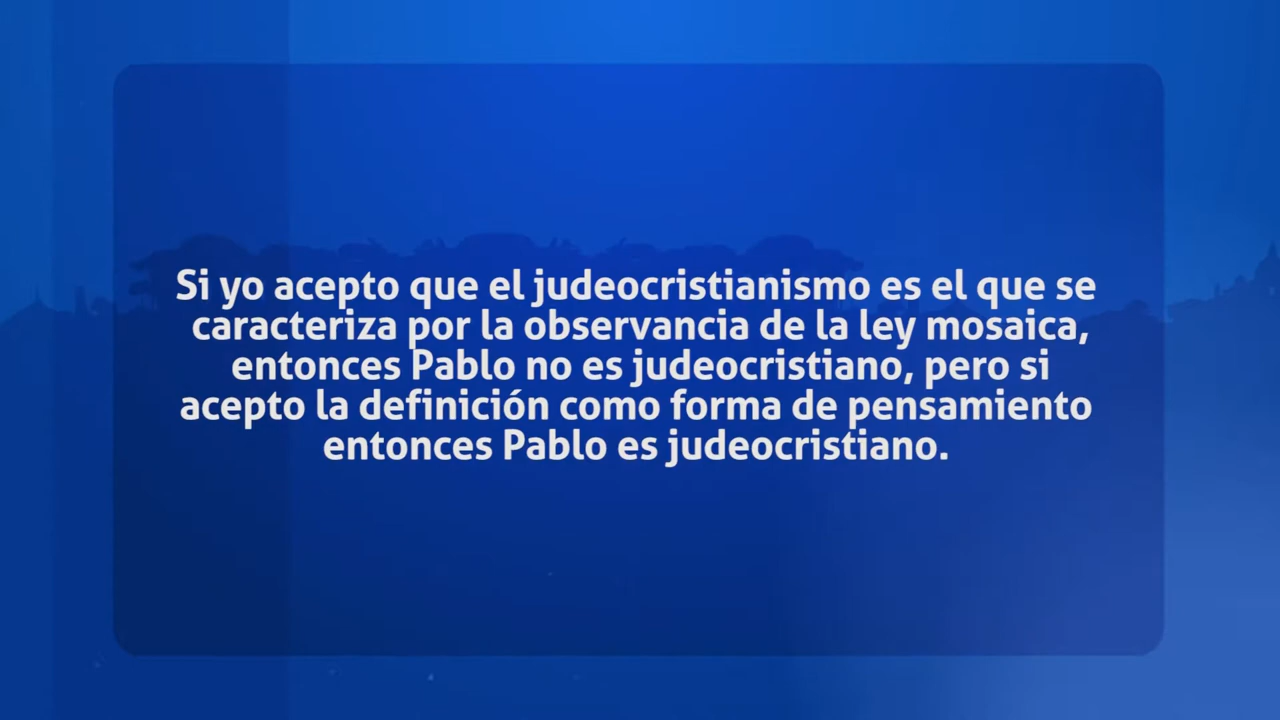 Si yo acepto que el judeocristianismo es el que se
caracteriza por la observancia de la ley mosaica,
entonces Pablo no es judeocristiano, pero si
acepto la definición como forma de pensamiento
entonces Pablo es judeocristiano.